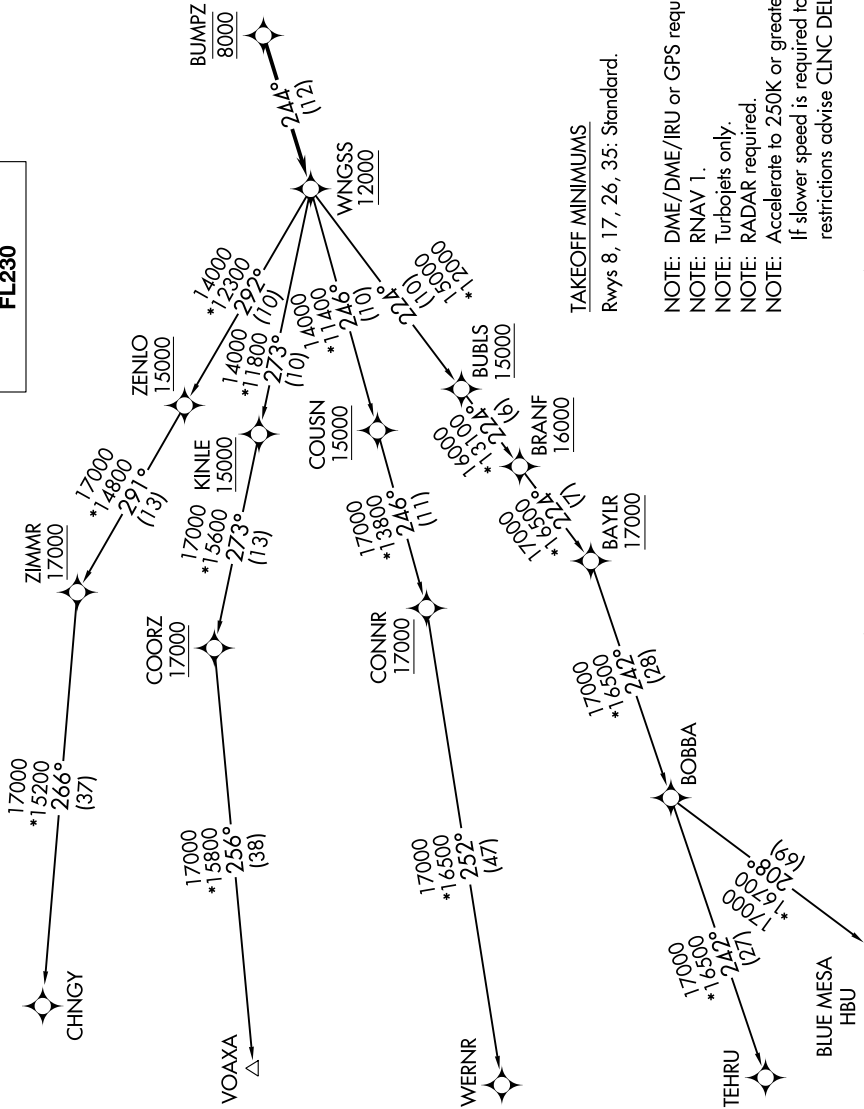 FL230
BUMPZ
8000
244°
(12)
WNGSS
12000
14000
*12300
292°
(10)
ZENLO
15000
17000
*14800
291°
(13)
ZIMMR
17000
17000
*15200
266°
(37)
CHNGY
14000
*11800
273°
(10)
KINLE
15000
17000
*15600
273°
(13)
COORZ
17000
17000
*15800
256°
(38)
VOAXA
14000
*11400
246°
(10)
COUSN
15000
17000
*13800
246°
(11)
CONNR
17000
17000
*16500
252°
(47)
WERNR
224°
(10)
15000
*12000
BUBLS
15000
16000
*13100
224°
(6)
BRANF
16000
17000
*16500
224°
(7)
BAYLR
17000
17000
*16500
242°
(28)
BOBBA
17000
*16500
242°
(27)
TEHRU
17000
*16700
208°
(69)
BLUE MESA
HBU
TAKEOFF MINIMUMS
Rwys 8, 17, 26, 35: Standard.
NOTE: DME/DME/IRU or GPS requ
NOTE: RNAV 1.
NOTE: Turbojets only.
NOTE: RADAR required.
NOTE: Accelerate to 250K or greate
If slower speed is required to
restrictions advise CLNC DEL